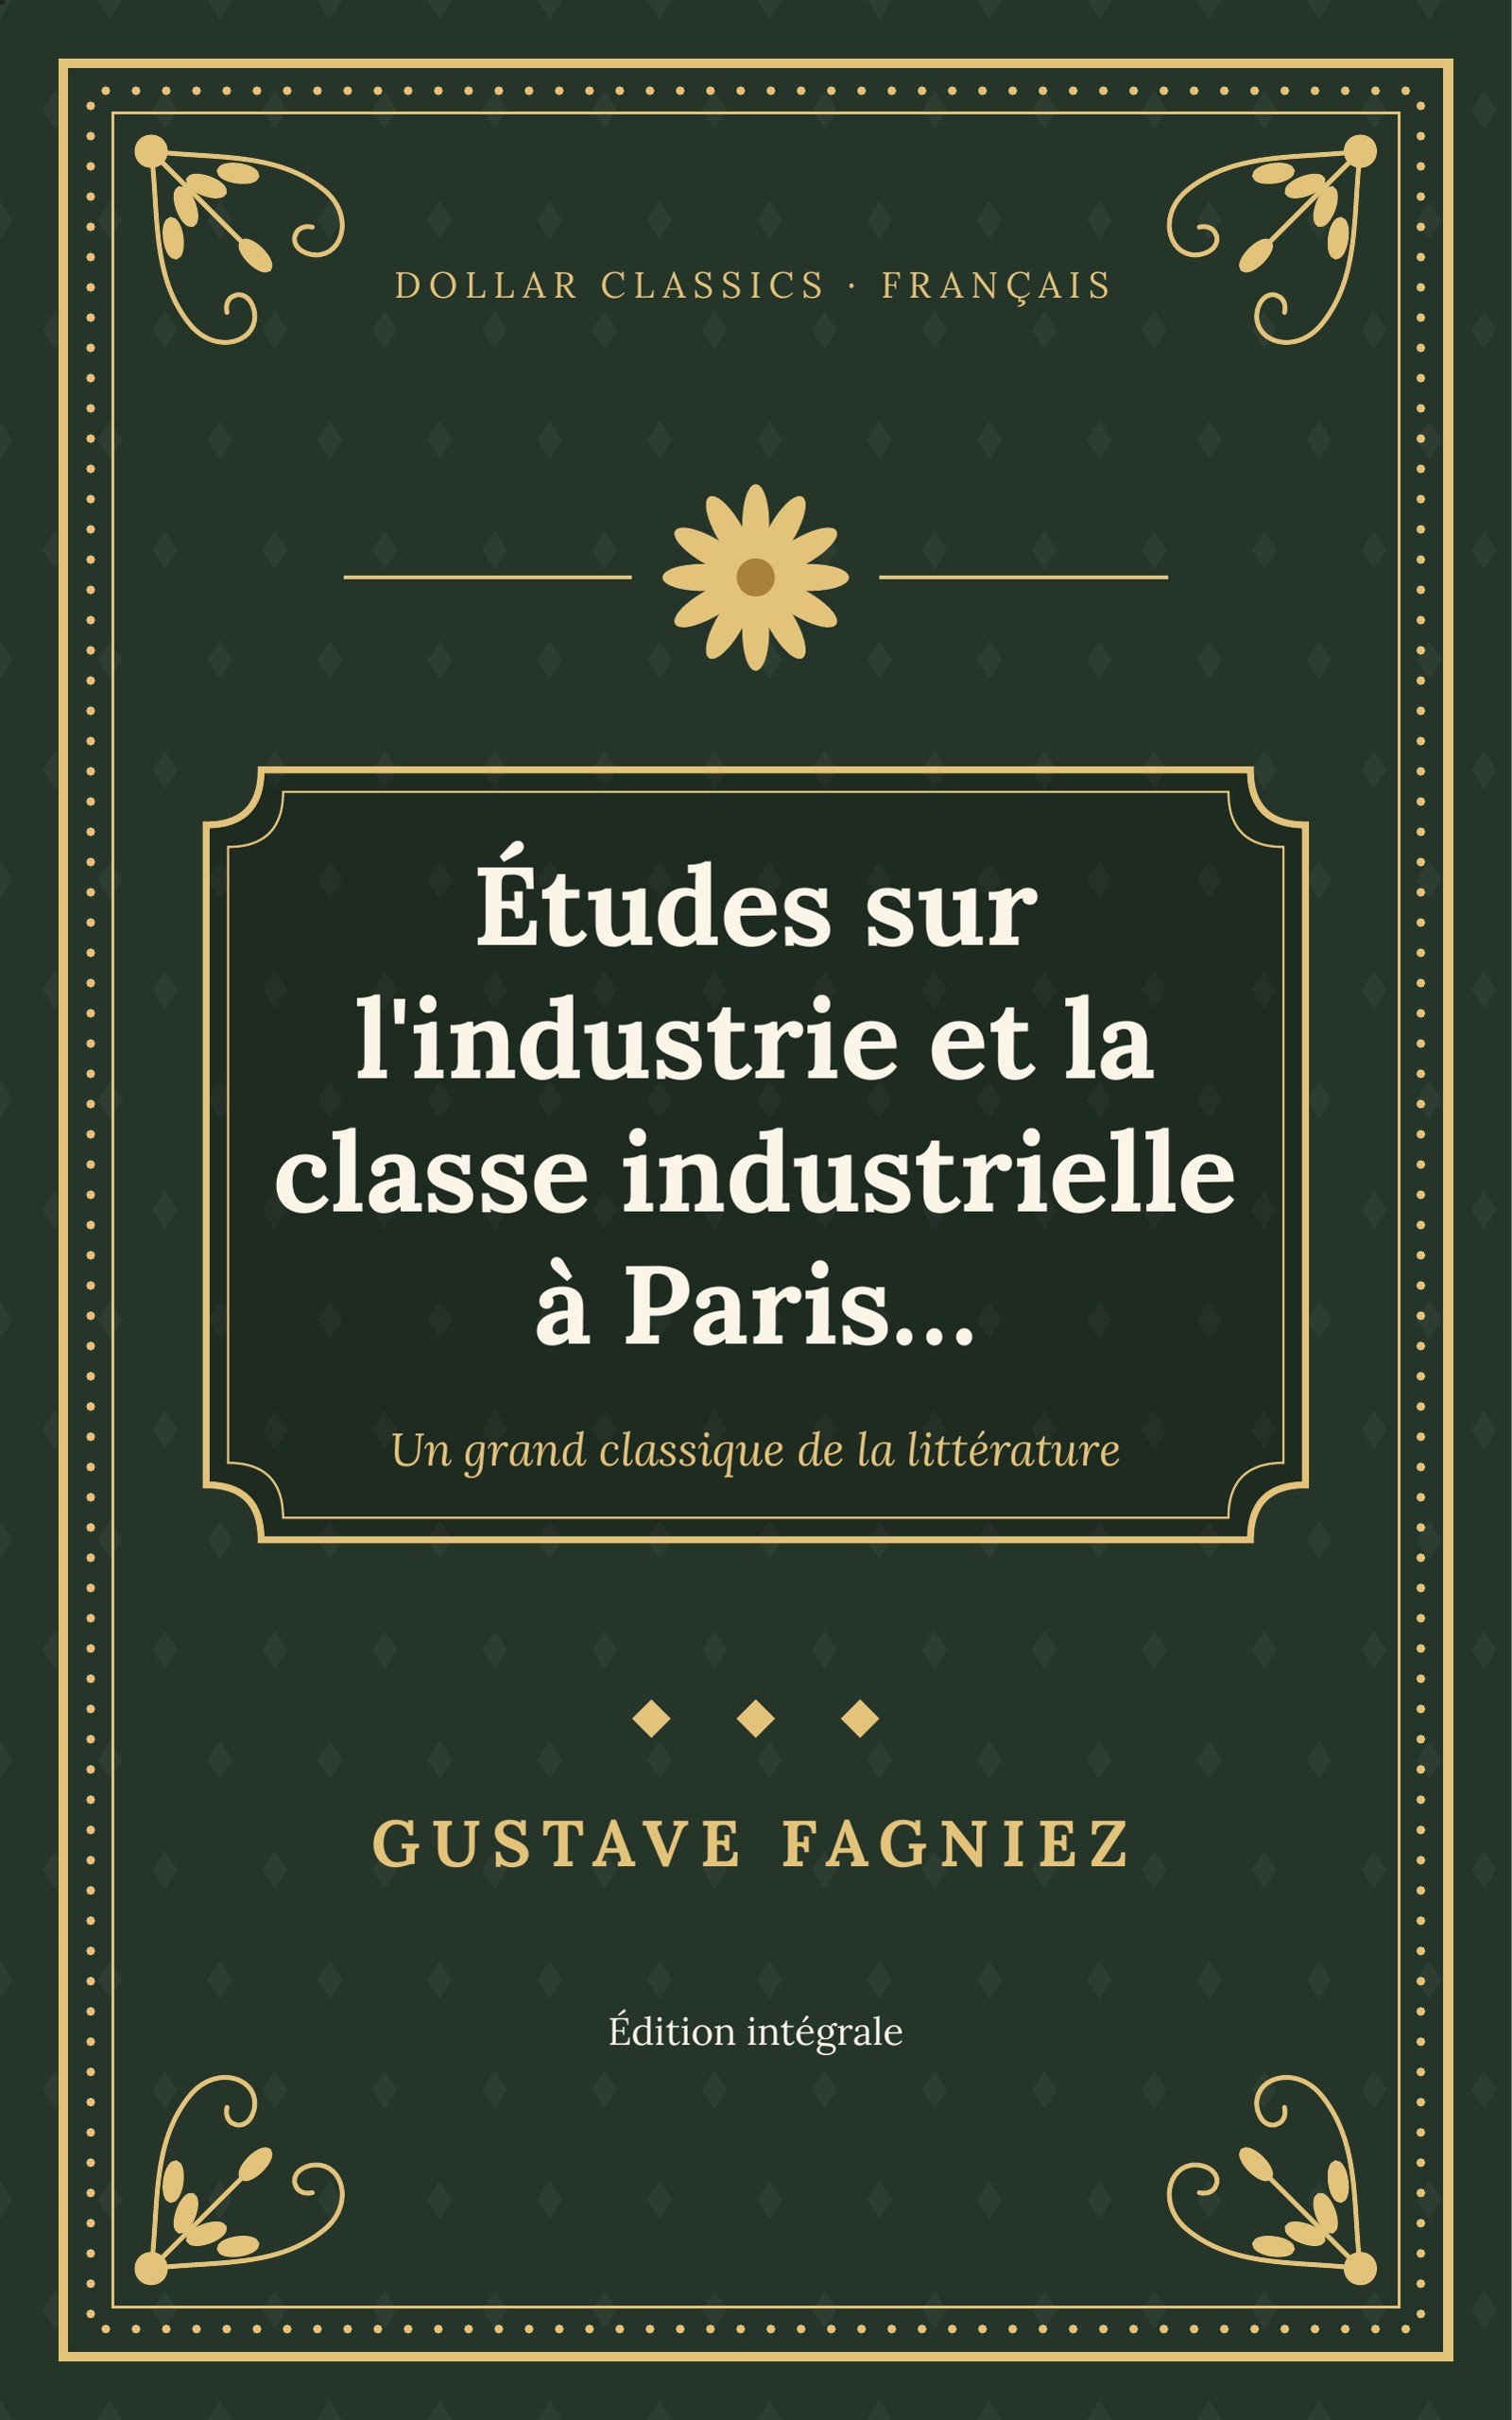 DOLLAR CLASSICS · FRANÇAIS
Études sur
l'industrie et la
classe industrielle
à Paris...
Un grand classique de la littérature
GUSTAVE FAGNIEZ
Édition intégrale